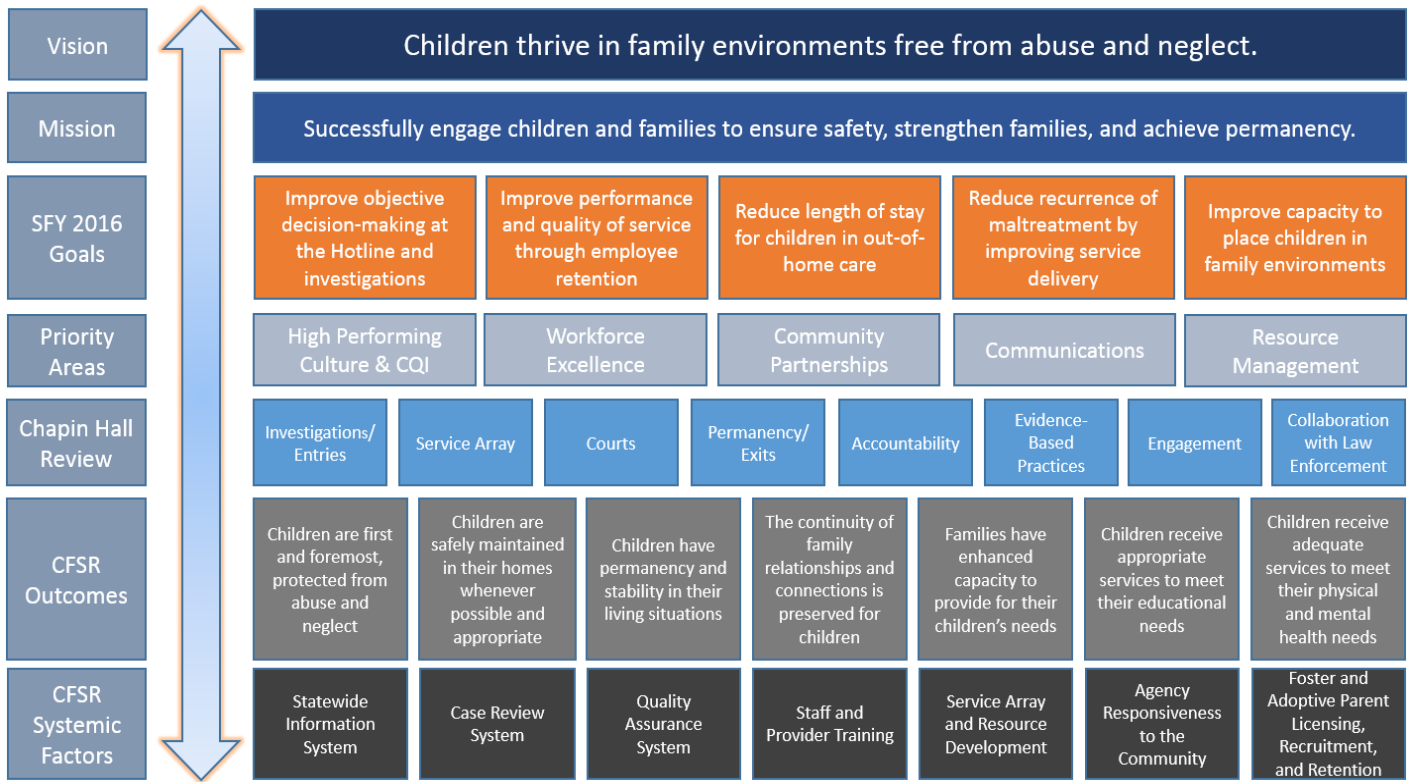 Vision
Children thrive in family environments free from abuse and neglect.
Mission
Successfully engage children and families to ensure safety, strengthen families, and achieve permanency.
SFY 2016
Goals
Improve objective
decision-making at
the Hotline and
investigations
Improve performance
and quality of service
through employee
retention
Reduce length of stay
for children in out-of-
home care
Reduce recurrence of
maltreatment by
improving service
delivery
Improve capacity to
place children in
family environments
Priority
Areas
High Performing
Culture & CQI
Workforce
Excellence
Community
Partnerships
Communications
Resource
Management
Chapin Hall
Review
Investigations/
Entries
Service Array
Courts
Permanency/
Exits
Accountability
Evidence-
Based
Practices
Engagement
Collaboration
with Law
Enforcement
CFSR
Outcomes
Children are first
and foremost,
protected from
abuse and
neglect
Children are
safely maintained
in their homes
whenever
possible and
appropriate
Children have
permanency and
stability in their
living situations
The continuity of
family
relationships and
connections is
preserved for
children
Families have
enhanced
capacity to
provide for their
children's needs
Children receive
appropriate
services to meet
their educational
needs
Children receive
adequate
services to meet
their physical
and mental
health needs
CFSR
Systemic
Factors
Statewide
Information
System
Case Review
System
Quality
Assurance
System
Staff and
Provider Training
Service Array
and Resource
Development
Agency
Responsiveness
to the
Community
Foster and
Adoptive Parent
Licensing,
Recruitment,
and Retention